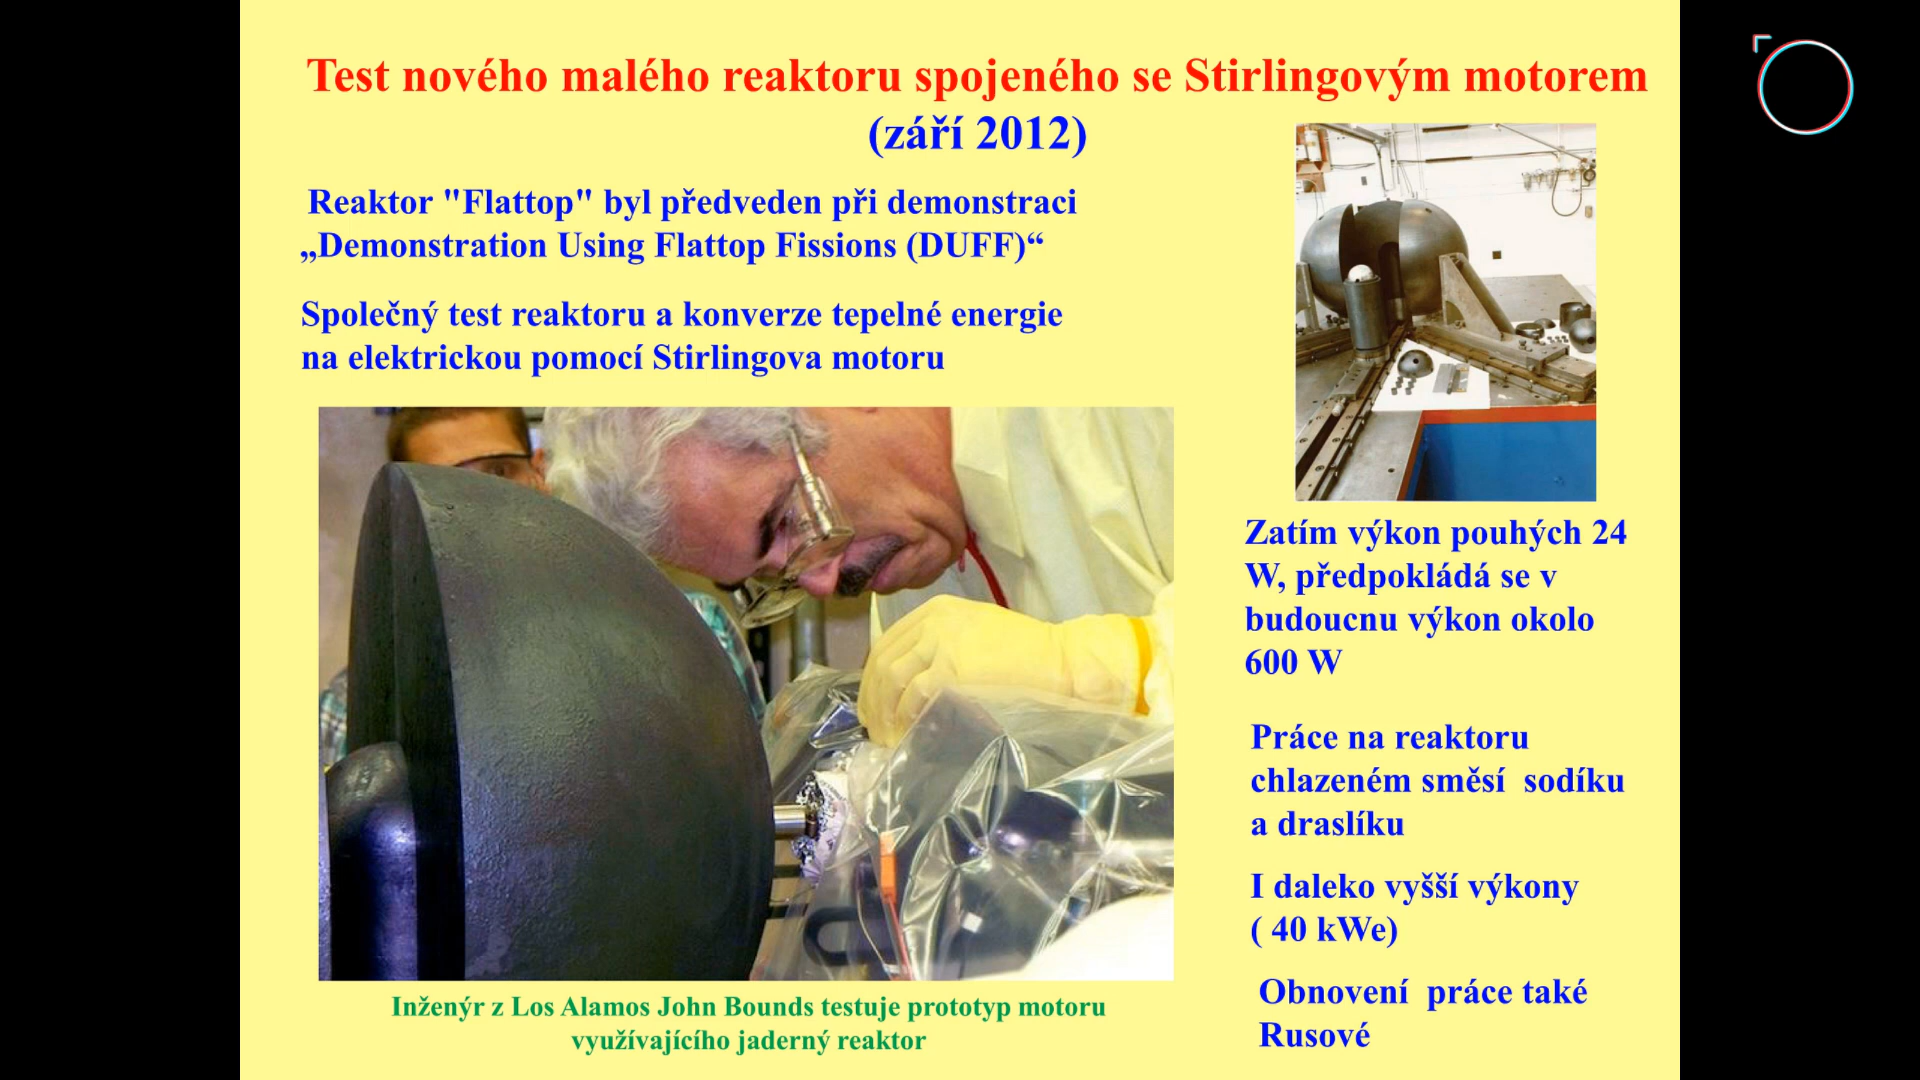 Test nového malého reaktoru spojeného se Stirlingovým motorem
(září 2012)
Reaktor "Flattop" byl předveden při demonstraci
„Demonstration Using Flattop Fissions (DUFF)“
Společný test reaktoru a konverze tepelné energie
na elektrickou pomocí Stirlingova motoru
Inženýr z Los Alamos John Bounds testuje prototyp motoru
využívajícího jaderný reaktor
Zatím výkon pouhých 24
W, předpokládá se v
budoucnu výkon okolo
600 W
Práce na reaktoru
chlazeném směsí  sodíku
a draslíku
I daleko vyšší výkony
( 40 kWe)
Obnovení  práce také
Rusové